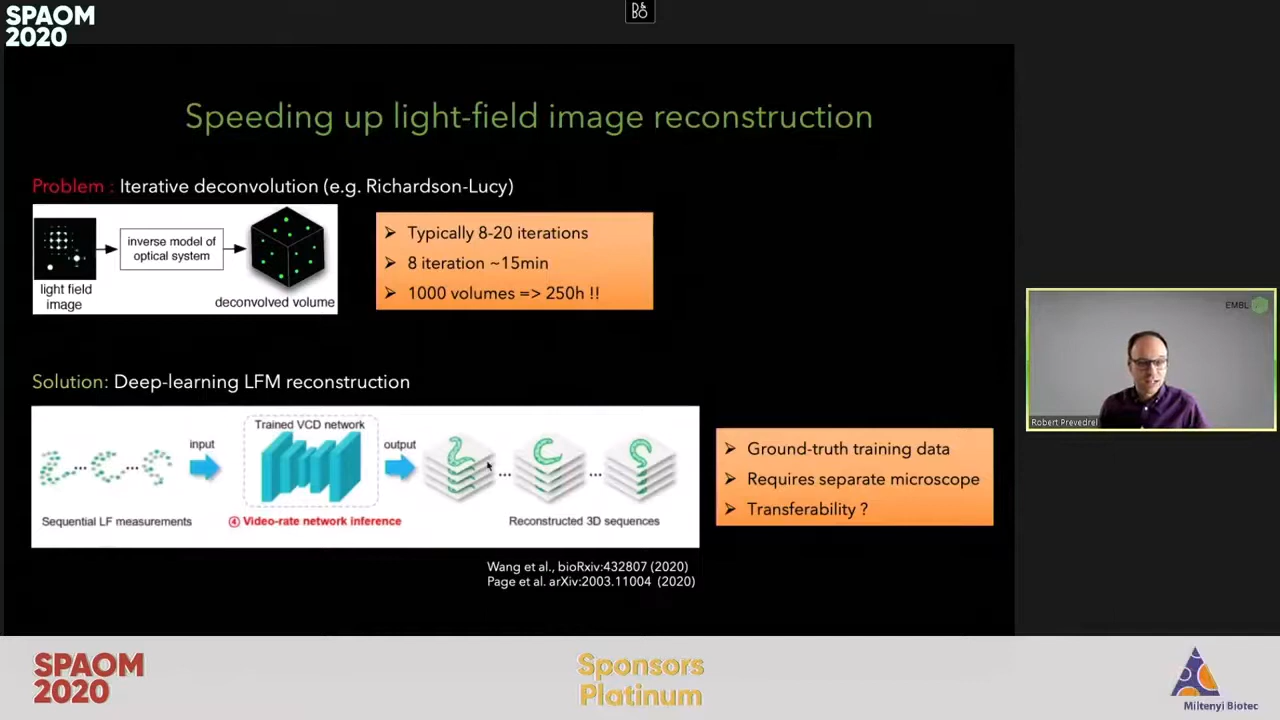 SPAOM
2020
B&
BO
Speeding up light-field image reconstruction
Problem : Iterative deconvolution (e.g. Richardson-Lucy)
light field
image
inverse model of
optical system
deconvolved volume
➢ Typically 8-20 iterations
➢ 8 iteration ~15min
➢ 1000 volumes => 250h !!
EMBL
Robert Prevedrel
Solution: Deep-learning LFM reconstruction
Sequential LF measurements
input
Trained VCD network
④ Video-rate network inference
output
Reconstructed 3D sequences
➢ Ground-truth training data
➢ Requires separate microscope
➢ Transferability ?
Wang et al., bioRxiv:432807 (2020)
Page et al. arXiv:2003.11004 (2020)
SPAOM
2020
Sponsors
Platinum
Miltenyi Biotec